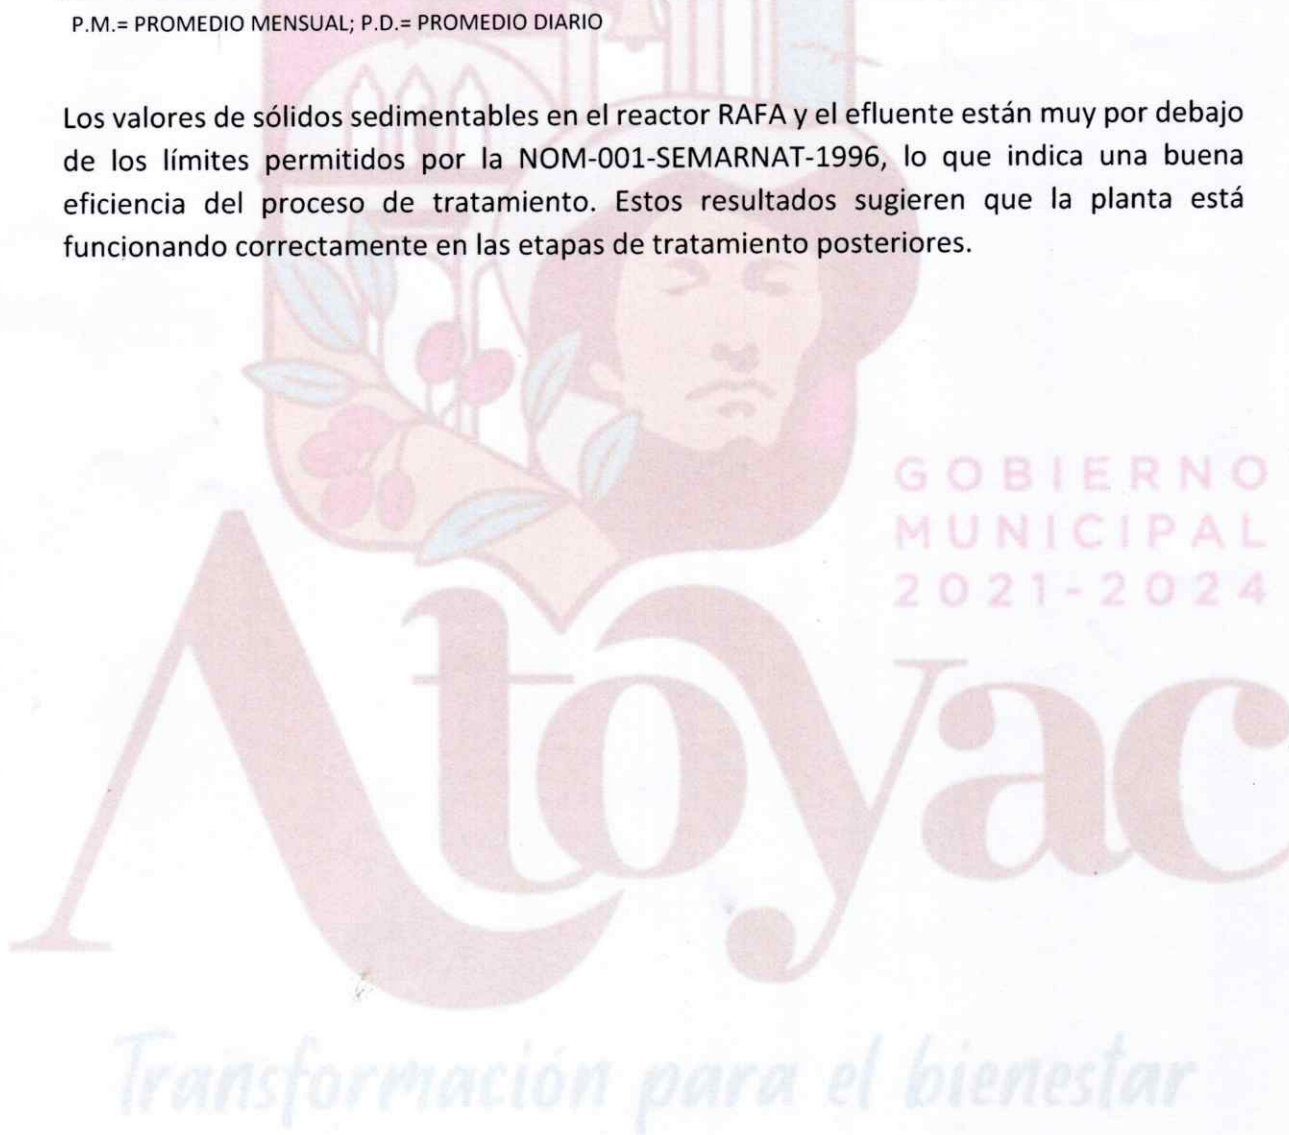 P.M.= PROMEDIO MENSUAL; P.D.= PROMEDIO DIARIO
Los valores de sólidos sedimentables en el reactor RAFA y el efluente están muy por debajo
de los límites permitidos por la NOM-001-SEMARNAT-1996, lo que indica una buena
eficiencia del proceso de tratamiento. Estos resultados sugieren que la planta está
funcionando correctamente en las etapas de tratamiento posteriores.
GOBIERNO
MUNICIPAL
2021-2024
Atoyac
Transformación para el bienestar